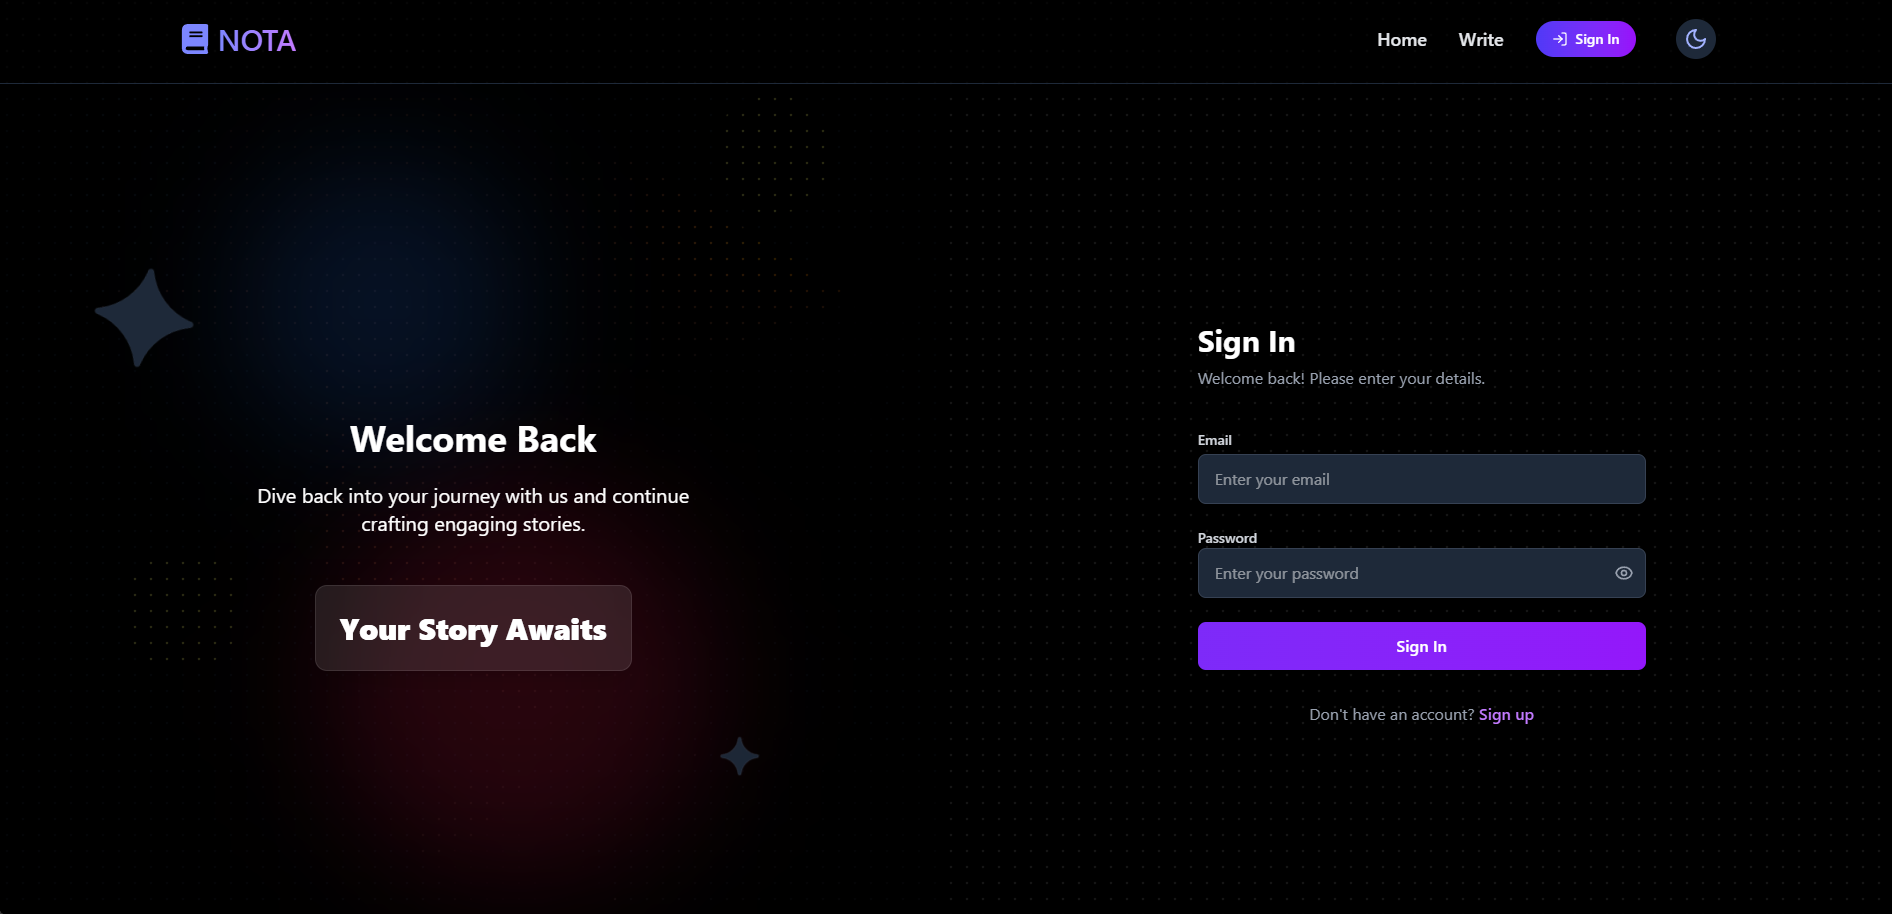 NOTA
Home
Write
Sign In
Welcome Back
Dive back into your journey with us and continue
crafting engaging stories.
Your Story Awaits
Sign In
Welcome back! Please enter your details.
Email
Enter your email
Password
Enter your password
Sign In
Don't have an account? Sign up